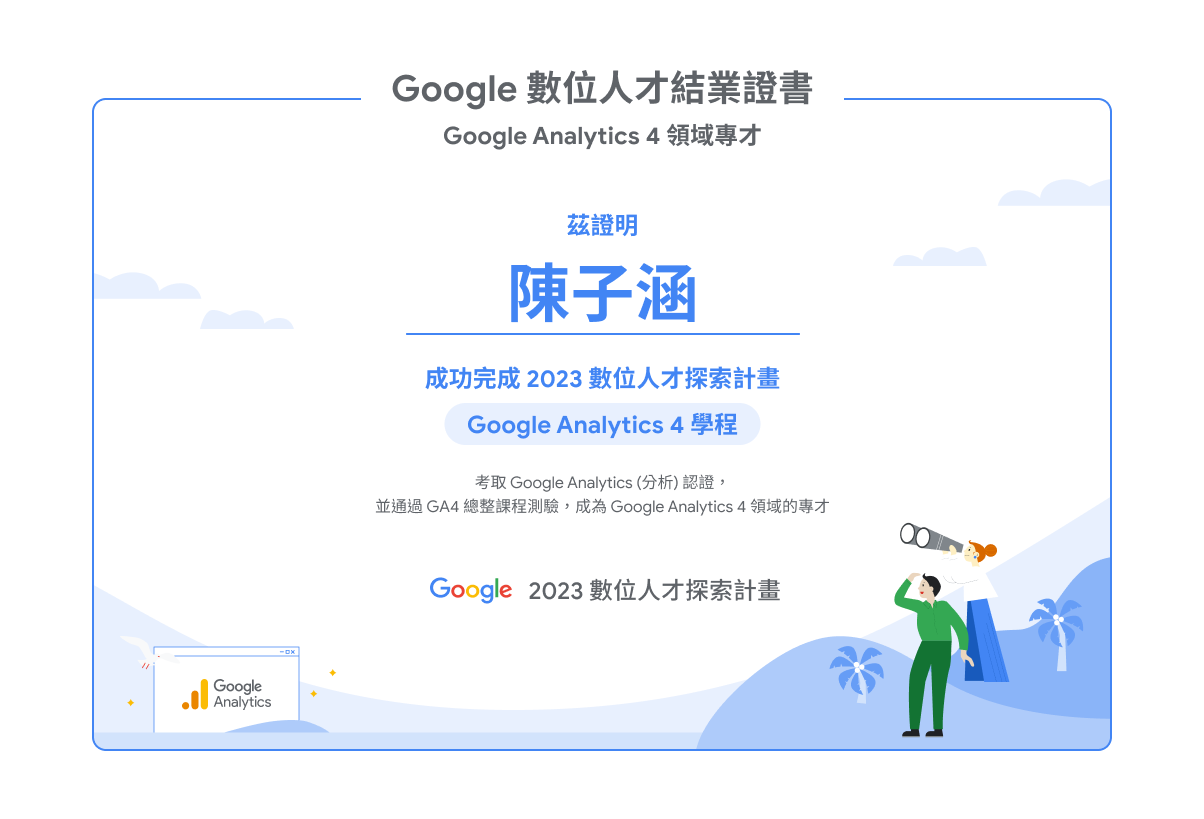 Google 數位人才結業證書
Google Analytics 4 領域專才
茲證明
陳子涵
成功完成 2023 數位人才探索計畫
Google Analytics 4 學程
考取 Google Analytics (分析) 認證，
並通過 GA4 總整課程測驗，成為 Google Analytics 4 領域的專才
Google 2023 數位人才探索計畫
Google
Analytics